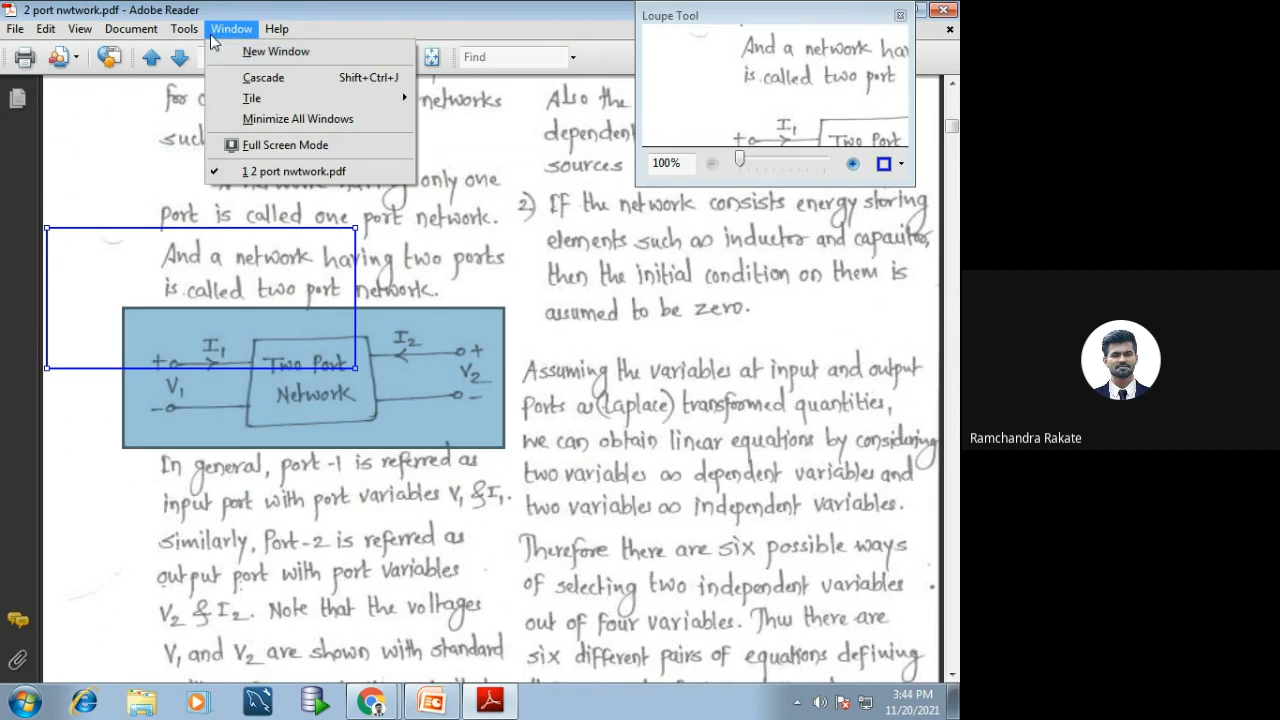 2 port nwtwork.pdf - Adobe Reader
File Edit View Document Tools Window Help
Find
New Window
Cascade Shift+Ctrl+J
Tile
Minimize All Windows
Full Screen Mode
1 2 port nwtwork.pdf
Loupe Tool
And a network hav
is called two port
+ I1
Two Port
100%
for networks
such
only one
port is called one port network.
And a network having two ports
is called two port network.
I1 I2
+ Two Port +
V1 Network V2
- -
In general, port-1 is referred as
input port with port variables V1 & I1.
similarly, Port-2 is referred as
output port with port variables
V2 & I2. Note that the voltages
V1 and V2 are shown with standard
Also the
dependent
sources
2) If the network consists energy storing
elements such as inductor and capacitor,
then the initial condition on them is
assumed to be zero.
Assuming the variables at input and output
Ports as (Laplace) transformed quantities,
we can obtain linear equations by considering
two variables as dependent variables and
two variables as independent variables.
Therefore there are six possible ways
of selecting two independent variables
out of four variables. Thus there are
six different pairs of equations defining
Ramchandra Rakate
3:44 PM
11/20/2021